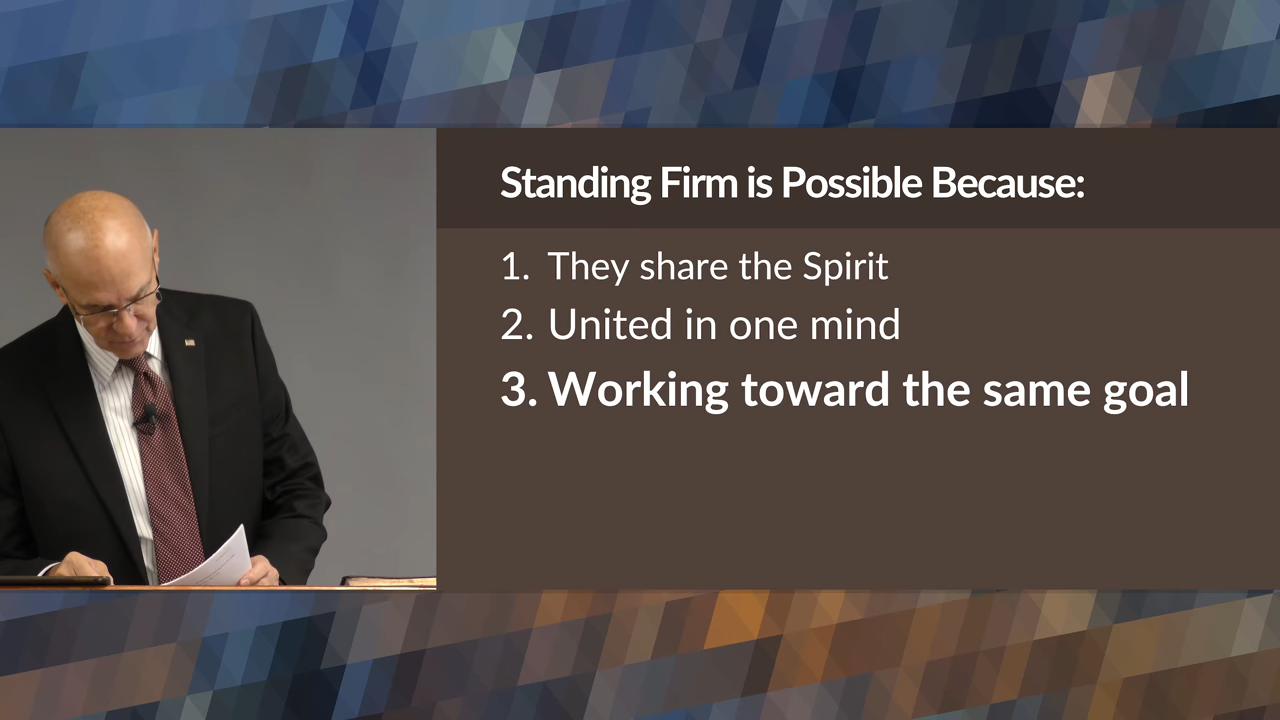 Standing Firm is Possible Because:
1. They share the Spirit
2. United in one mind
3. Working toward the same goal